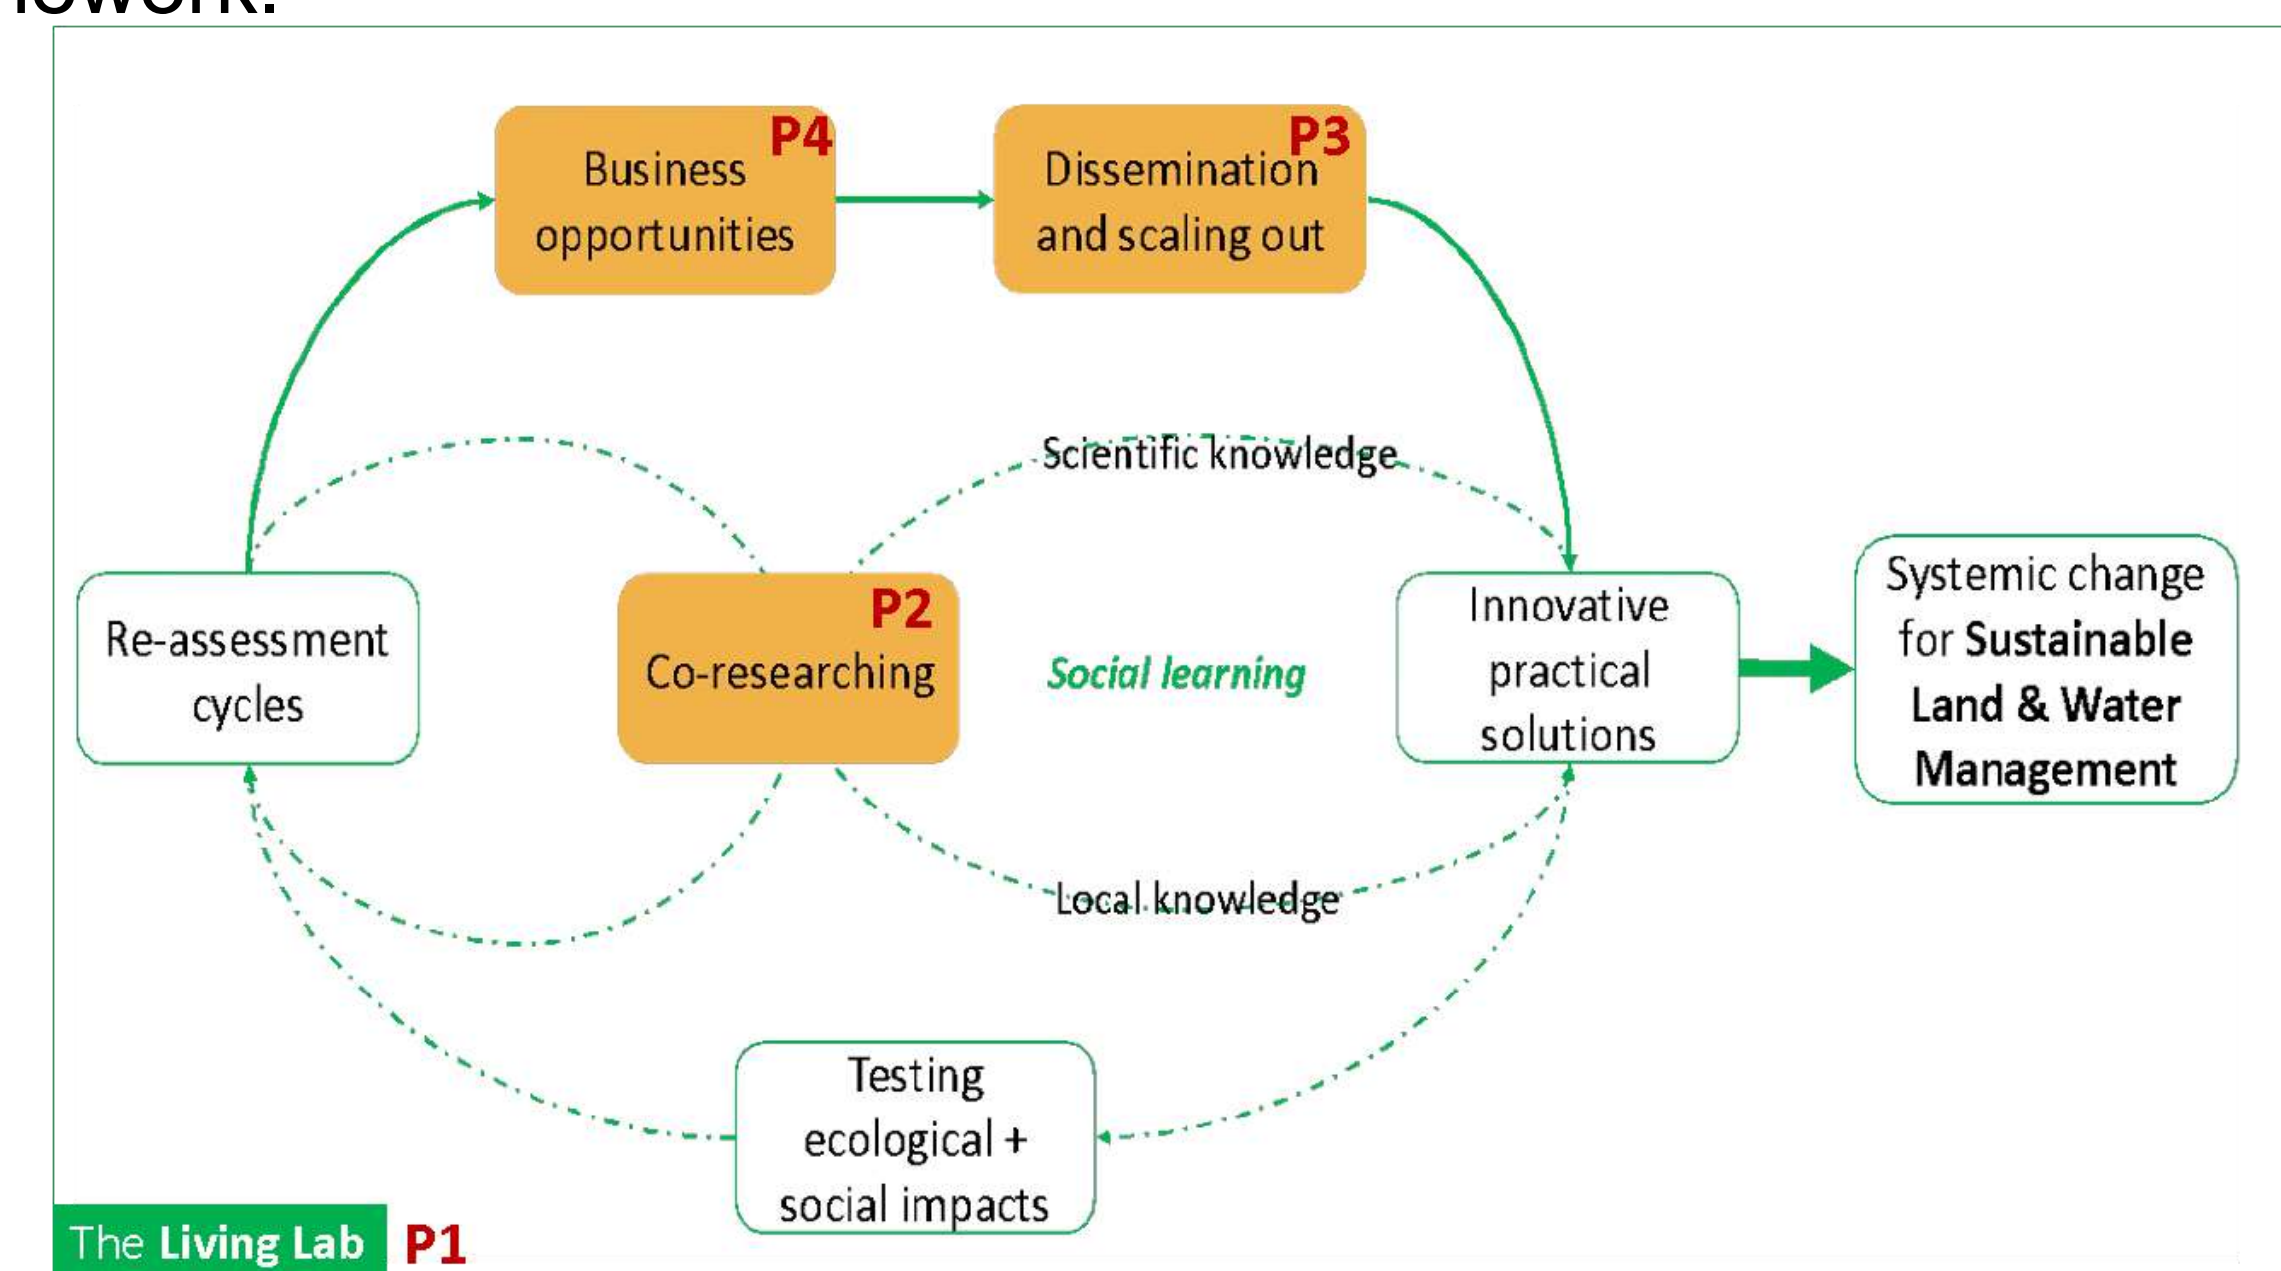 P4
Business
opportunities
P3
Dissemination
and scaling out
Scientific knowledge
Re-assessment
cycles
P2
Co-researching
Social learning
Innovative
practical
solutions
Systemic change
for Sustainable
Land & Water
Management
Local knowledge
Testing
ecological +
social impacts
The Living Lab P1